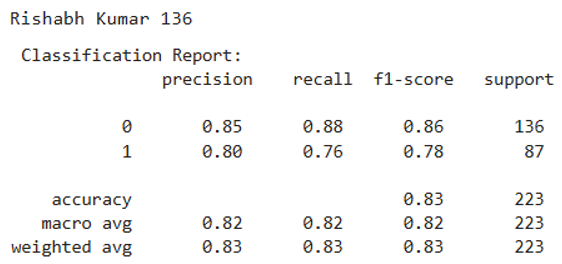 Rishabh Kumar 136
Classification Report:
precision recall f1-score support
0 0.85 0.88 0.86 136
1 0.80 0.76 0.78 87
accuracy 0.83 223
macro avg 0.82 0.82 0.82 223
weighted avg 0.83 0.83 0.83 223